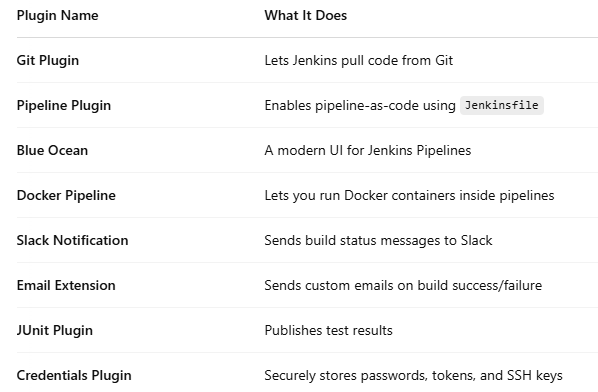 Plugin Name What It Does
Git Plugin Lets Jenkins pull code from Git
Pipeline Plugin Enables pipeline-as-code using Jenkinsfile
Blue Ocean A modern UI for Jenkins Pipelines
Docker Pipeline Lets you run Docker containers inside pipelines
Slack Notification Sends build status messages to Slack
Email Extension Sends custom emails on build success/failure
JUnit Plugin Publishes test results
Credentials Plugin Securely stores passwords, tokens, and SSH keys